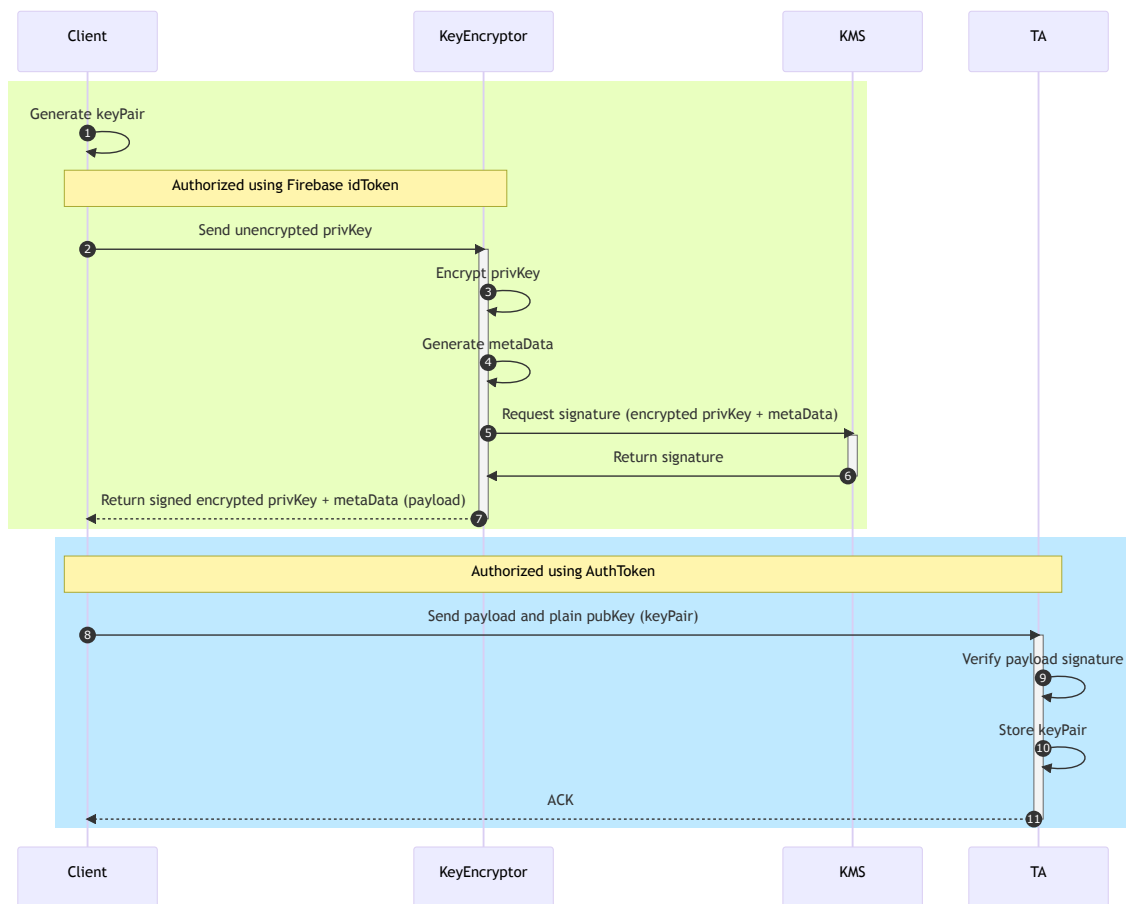 Client
KeyEncryptor
KMS
TA
Generate keyPair
1
Authorized using Firebase idToken
Send unencrypted privKey
2
Encrypt privKey
3
Generate metaData
4
Request signature (encrypted privKey + metaData)
5
Return signature
6
Return signed encrypted privKey + metaData (payload)
7
Authorized using AuthToken
Send payload and plain pubKey (keyPair)
8
Verify payload signature
9
Store keyPair
10
ACK
11
Client
KeyEncryptor
KMS
TA